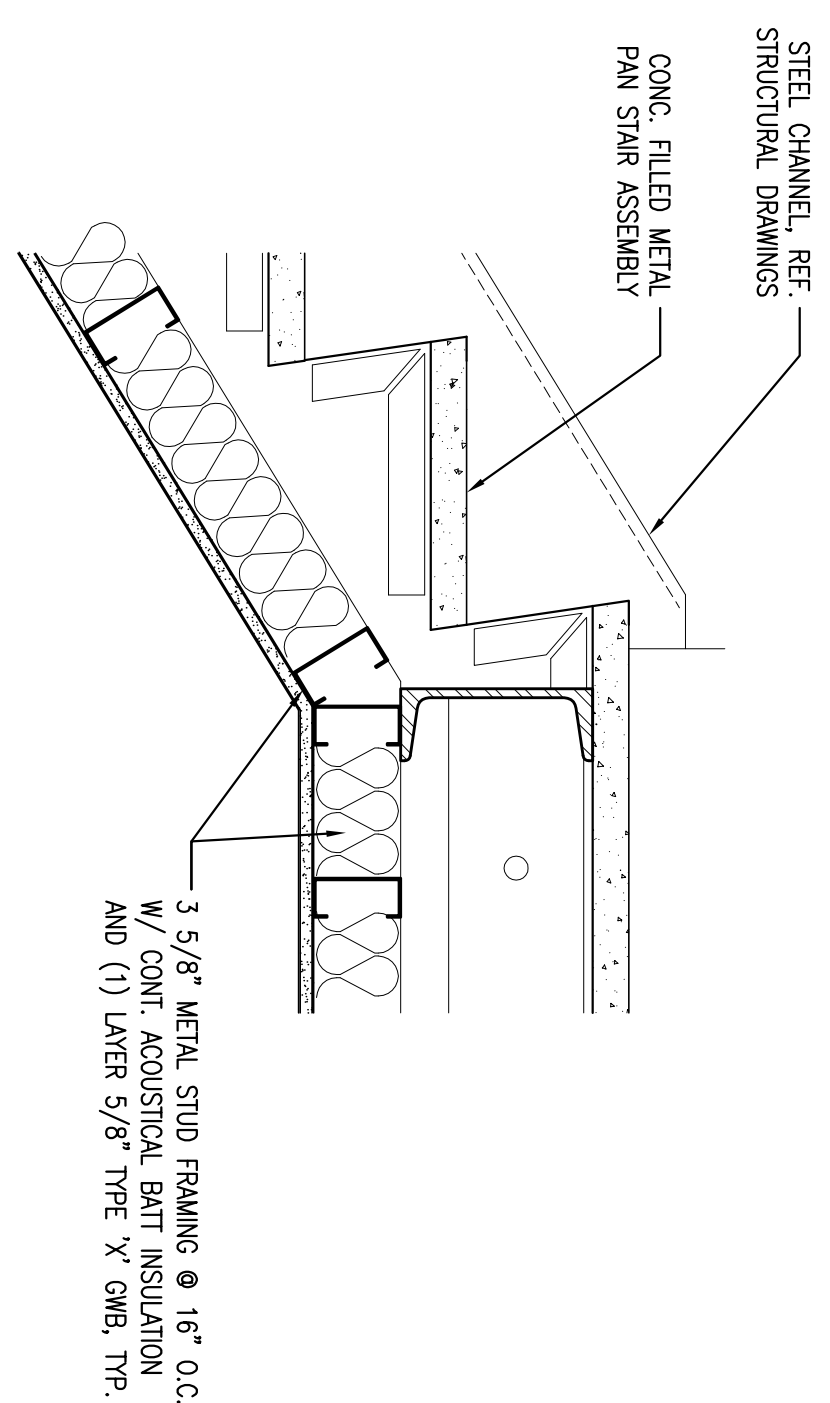 STEEL CHANNEL, REF.
STRUCTURAL DRAWINGS
CONC. FILLED METAL
PAN STAIR ASSEMBLY
3 5/8" METAL STUD FRAMING @ 16" O.C.
W/ CONT. ACOUSTICAL BATT INSULATION
AND (1) LAYER 5/8" TYPE 'X' GWB, TYP.